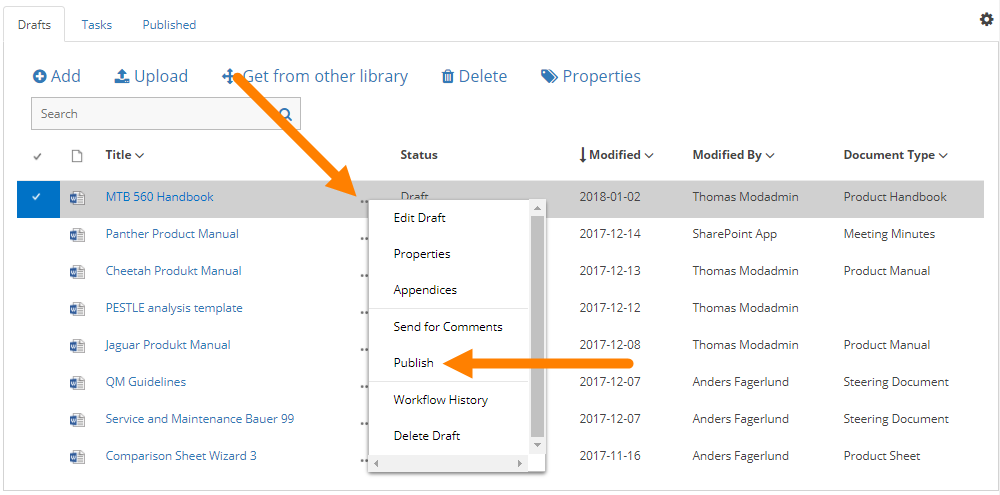 Drafts Tasks Published
Add Upload Get from other library Delete Properties
Search
Title Status Modified Modified By Document Type
MTB 560 Handbook ... Draft 2018-01-02 Thomas Modadmin Product Handbook
Edit Draft
Panther Product Manual ... 2017-12-14 SharePoint App Meeting Minutes
Properties
Cheetah Produkt Manual ... 2017-12-13 Thomas Modadmin Product Manual
Appendices
PESTLE analysis template ... 2017-12-12 Thomas Modadmin
Send for Comments
Jaguar Produkt Manual ... 2017-12-08 Thomas Modadmin Product Manual
Publish
QM Guidelines ... 2017-12-07 Anders Fagerlund Steering Document
Workflow History
Service and Maintenance Bauer 99 ... 2017-12-07 Anders Fagerlund Steering Document
Delete Draft
Comparison Sheet Wizard 3 ... 2017-11-16 Anders Fagerlund Product Sheet